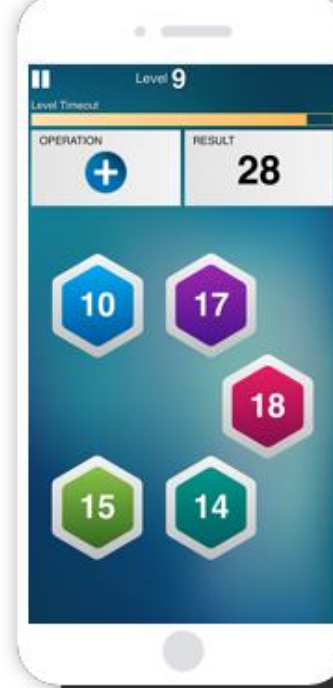 Level 9
Level Timeout
OPERATION RESULT
+ 28
10 17
18
15 14